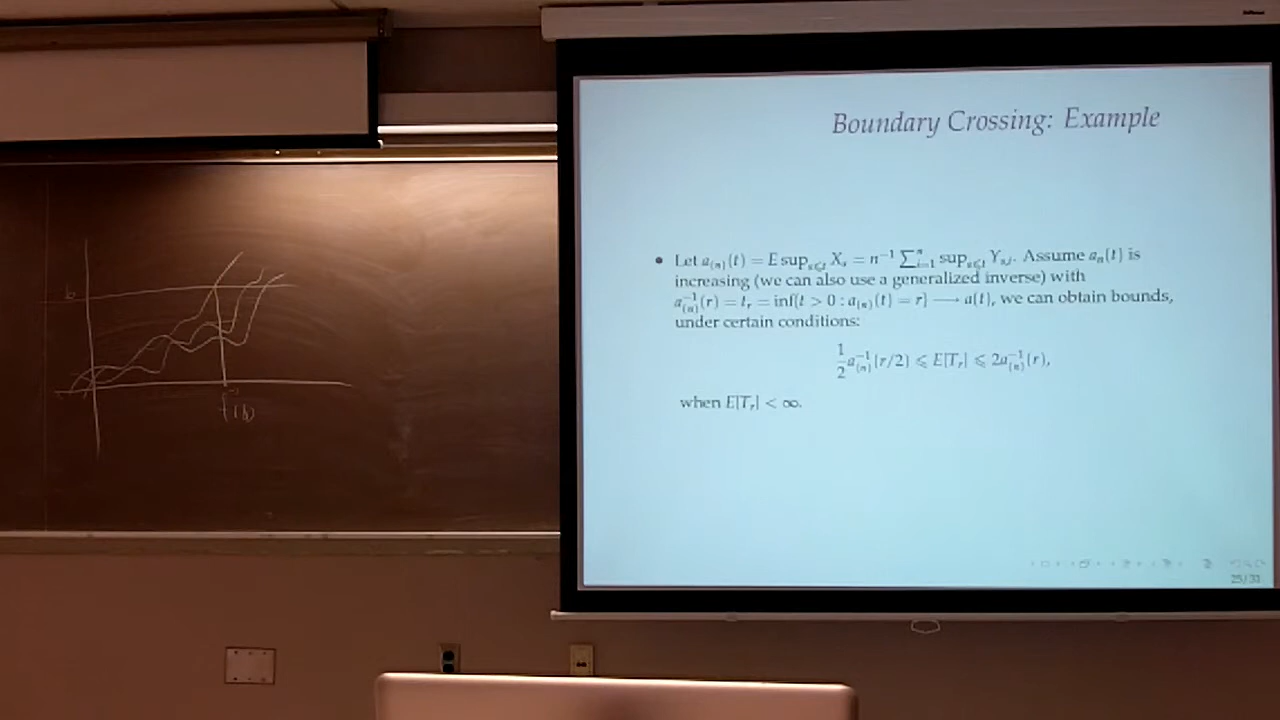 b
Boundary Crossing: Example
• Let a_{(n)}(t) = E sup_{s⩽t} X_s = n^{-1} ∑_{i=1}^{n} sup_{s⩽t} Y_{s,i}. Assume a_n(t) is
increasing (we can also use a generalized inverse) with
a_{(n)}^{-1}(r) = t_r = inf{t > 0 : a_{(n)}(t) = r} ⟶ a(t), we can obtain bounds,
under certain conditions:
1/2 a_{(n)}^{-1}(r/2) ⩽ E[T_r] ⩽ 2a_{(n)}^{-1}(r),
when E[T_r] < ∞.
25/31